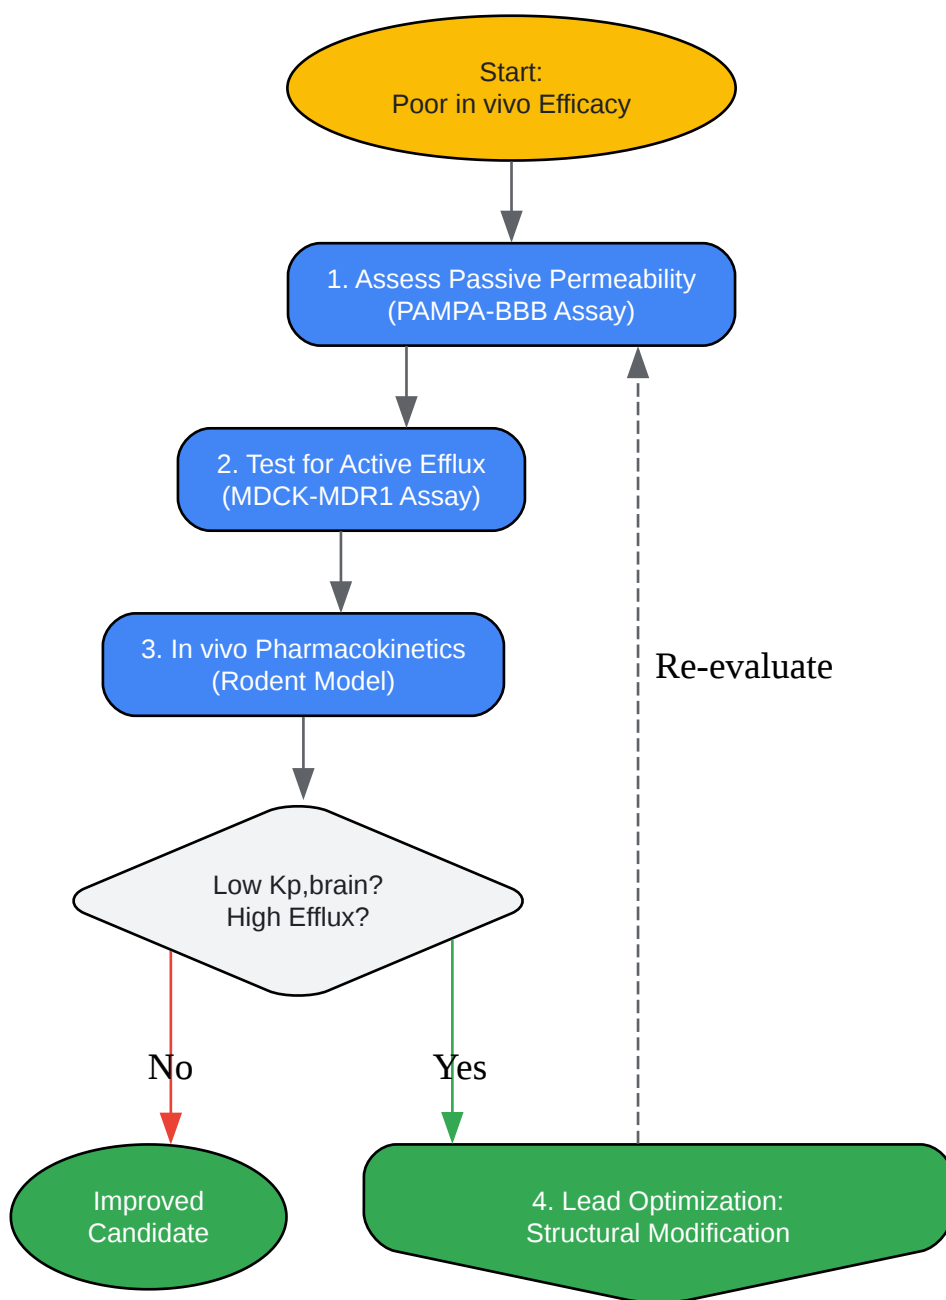 Start:
Poor in vivo Efficacy
1. Assess Passive Permeability
(PAMPA-BBB Assay)
2. Test for Active Efflux
(MDCK-MDR1 Assay)
3. In vivo Pharmacokinetics
(Rodent Model)
Re-evaluate
Low Kp,brain?
High Efflux?
No
Yes
Improved
Candidate
4. Lead Optimization:
Structural Modification